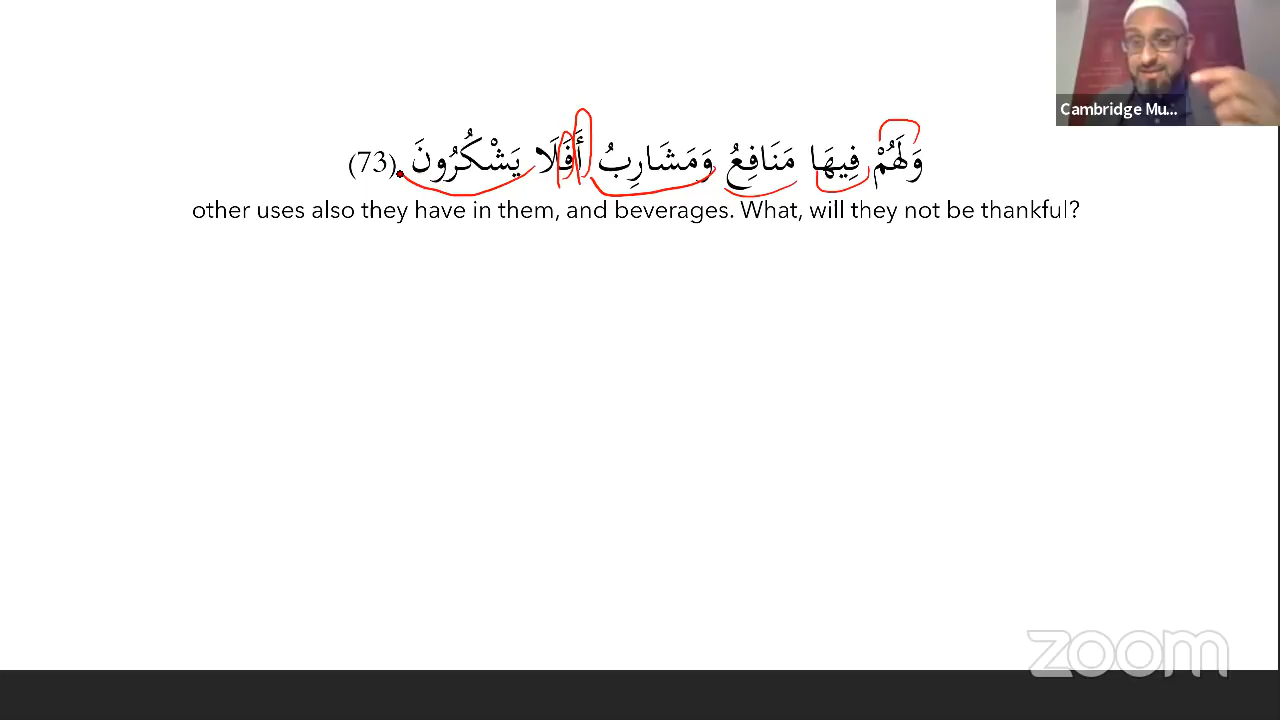 Cambridge Mu...
وَلَهُمْ فِيهَا مَنَافِعُ وَمَشَارِبُ أَفَلَا يَشْكُرُونَ (73)
other uses also they have in them, and beverages. What, will they not be thankful?
zoom